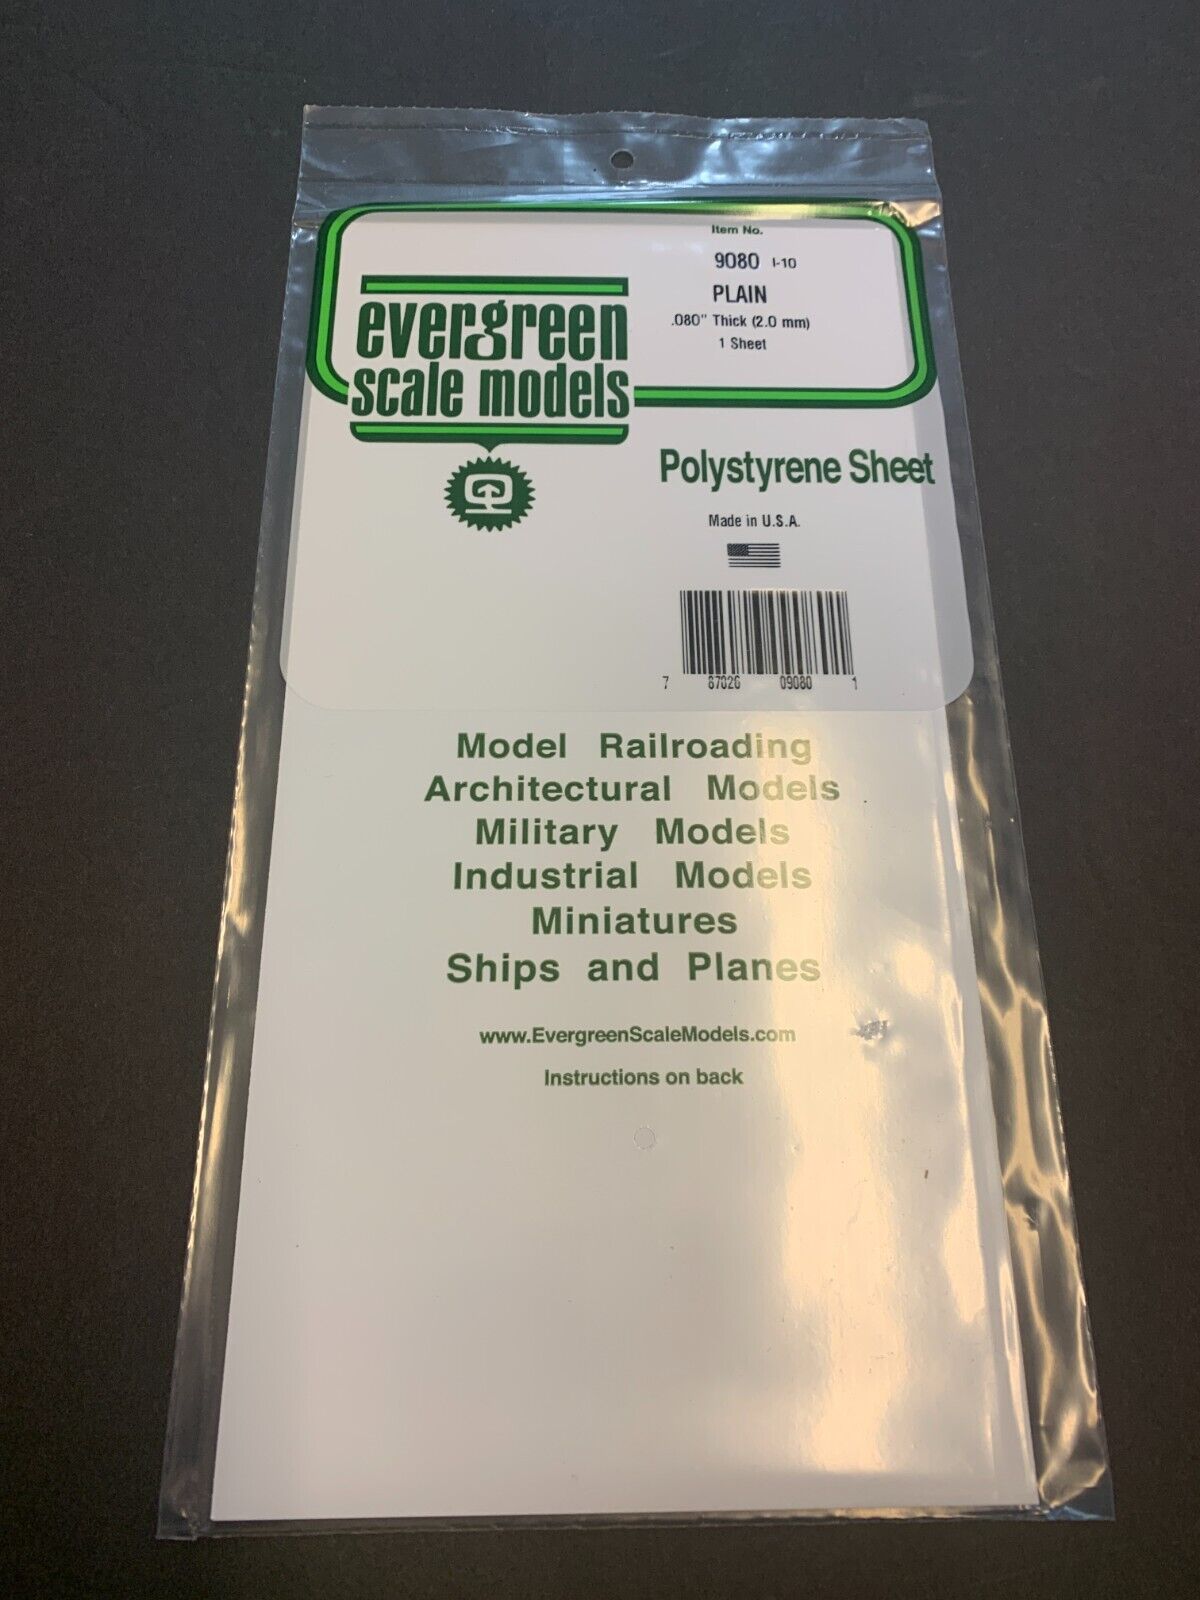 Item No.
9080 I-10
PLAIN
.080" Thick (2.0 mm)
1 Sheet
evergreen
scale models
Polystyrene Sheet
Made in U.S.A.
7 87026 09080 1
Model Railroading
Architectural Models
Military Models
Industrial Models
Miniatures
Ships and Planes
www.EvergreenScaleModels.com
Instructions on back